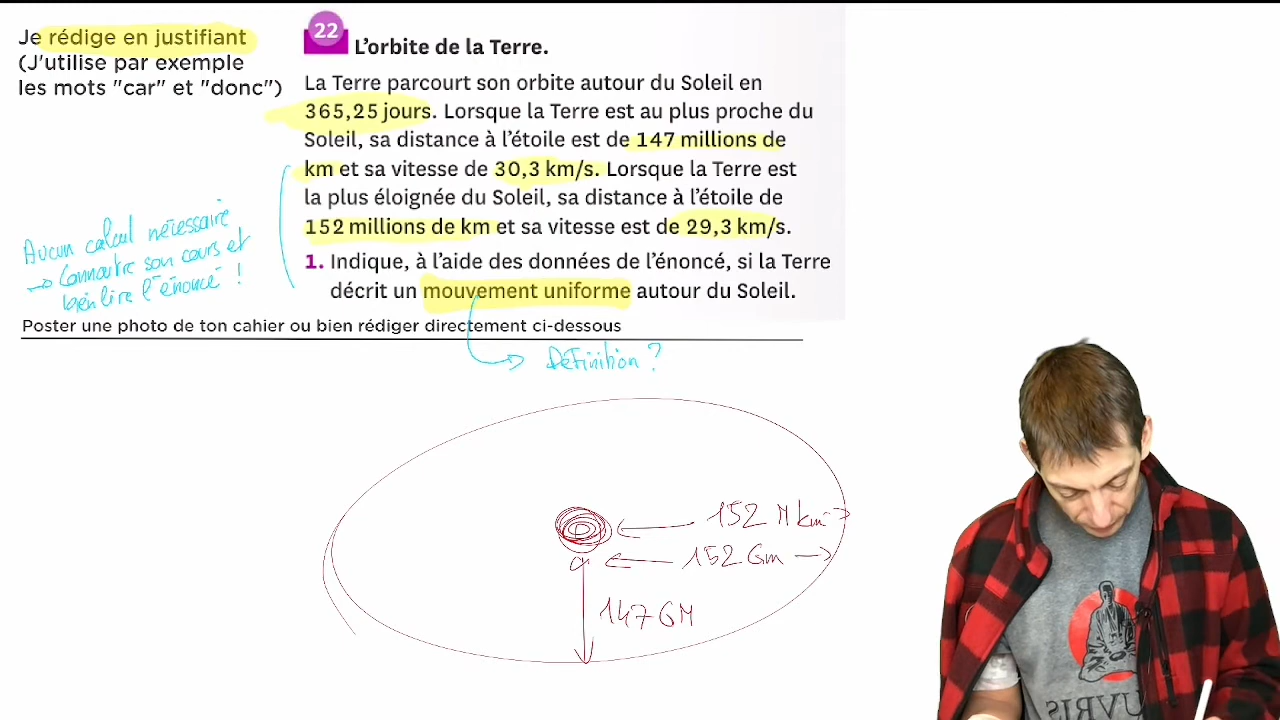 Je rédige en justifiant
(J'utilise par exemple
les mots "car" et "donc")
22
L'orbite de la Terre.
La Terre parcourt son orbite autour du Soleil en
365,25 jours. Lorsque la Terre est au plus proche du
Soleil, sa distance à l'étoile est de 147 millions de
km et sa vitesse de 30,3 km/s. Lorsque la Terre est
la plus éloignée du Soleil, sa distance à l'étoile de
152 millions de km et sa vitesse est de 29,3 km/s.
1. Indique, à l'aide des données de l'énoncé, si la Terre
décrit un mouvement uniforme autour du Soleil.
Aucun calcul nécessaire
→ Connaitre son cours et
bien lire l'énoncé !
Poster une photo de ton cahier ou bien rédiger directement ci-dessous
Définition ?
152 M km
152 Gm
147 GM
UVRIS